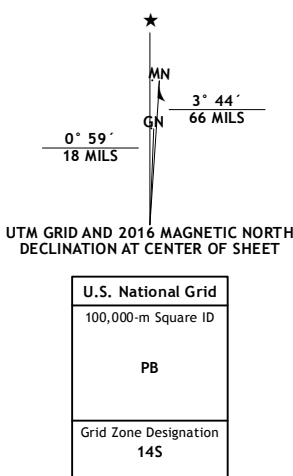 ★
MN
GN
3° 44´
66 MILS
0° 59´
18 MILS
UTM GRID AND 2016 MAGNETIC NORTH
DECLINATION AT CENTER OF SHEET
U.S. National Grid
100,000-m Square ID
PB
Grid Zone Designation
14S